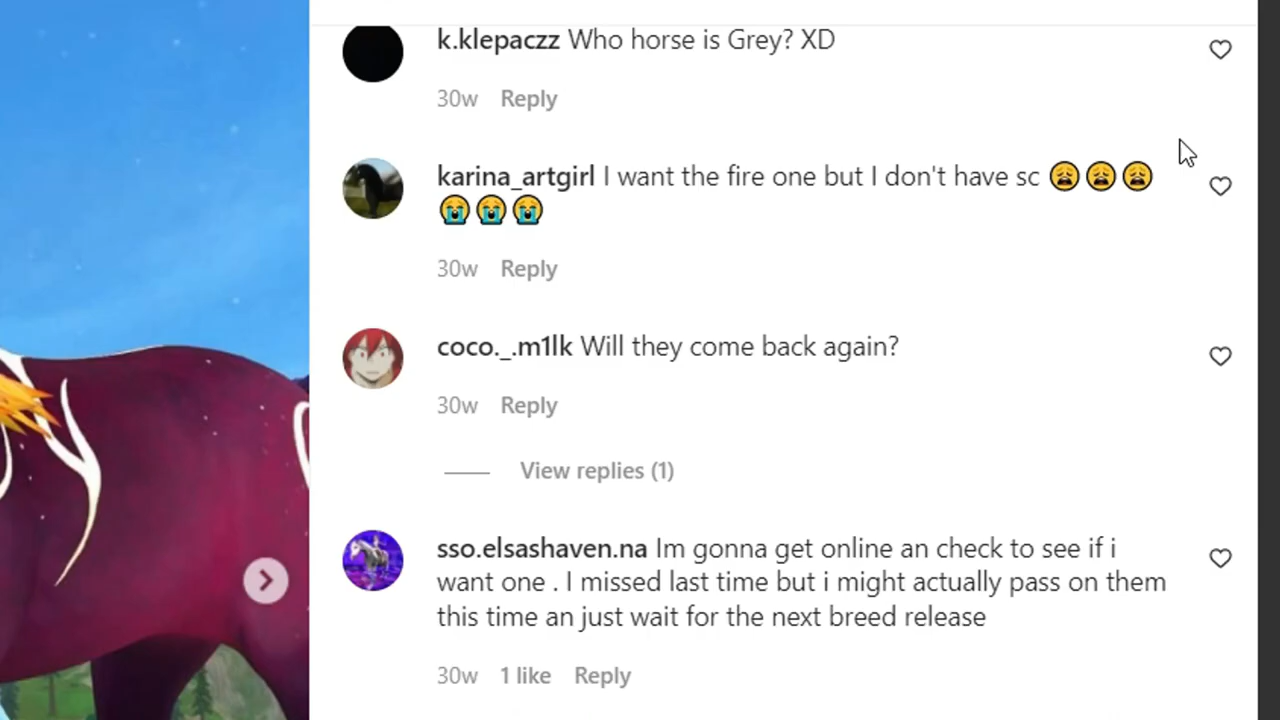 k.klepaczz Who horse is Grey? XD
30w Reply
karina_artgirl I want the fire one but I don't have sc 😩😩😩
😭😭😭
30w Reply
coco._.m1lk Will they come back again?
30w Reply
View replies (1)
sso.elsashaven.na Im gonna get online an check to see if i
want one . I missed last time but i might actually pass on them
this time an just wait for the next breed release
30w 1 like Reply